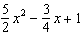 5/2 x² − 3/4 x + 1